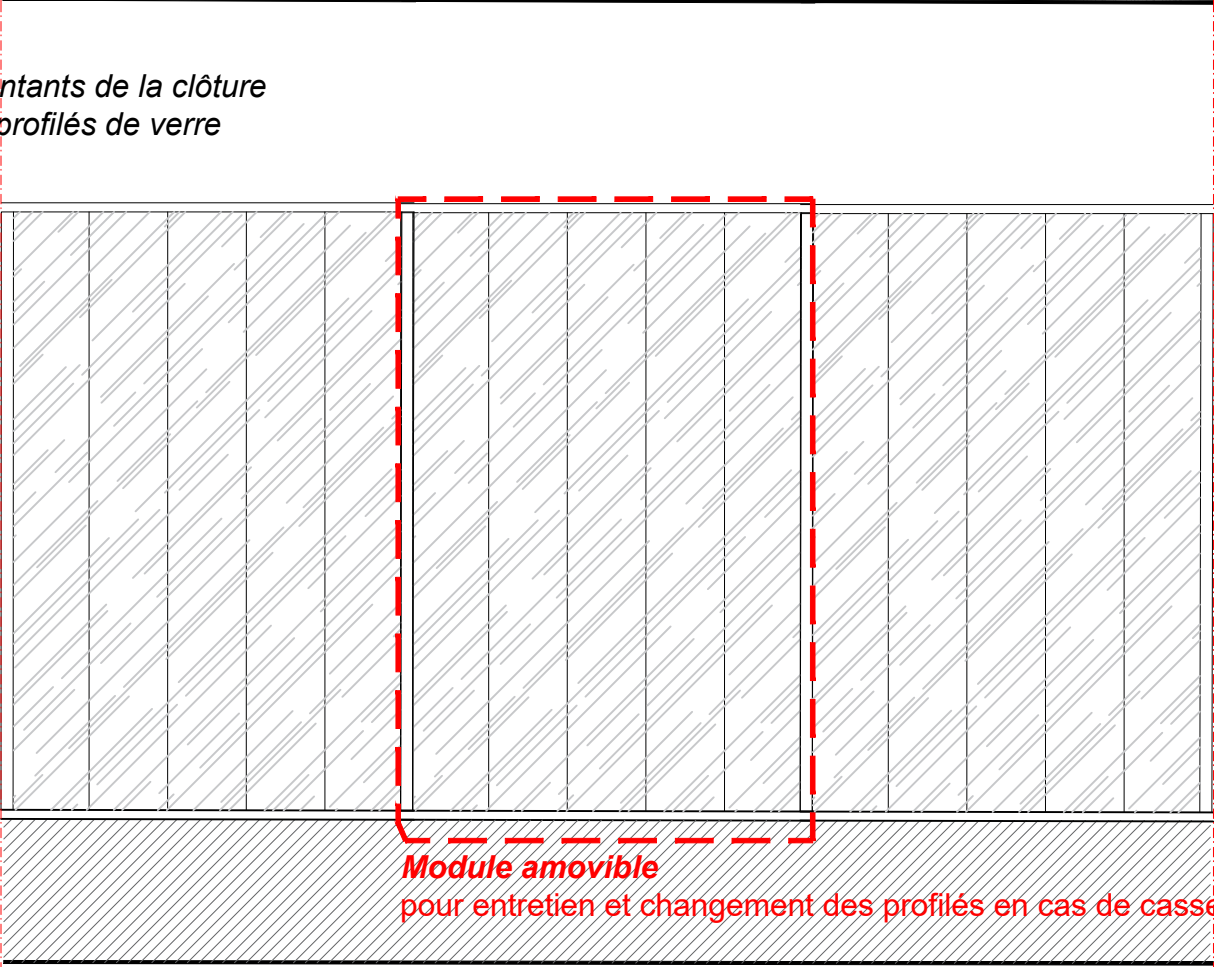 ntants de la clôture
profilés de verre
Module amovible
pour entretien et changement des profilés en cas de casse